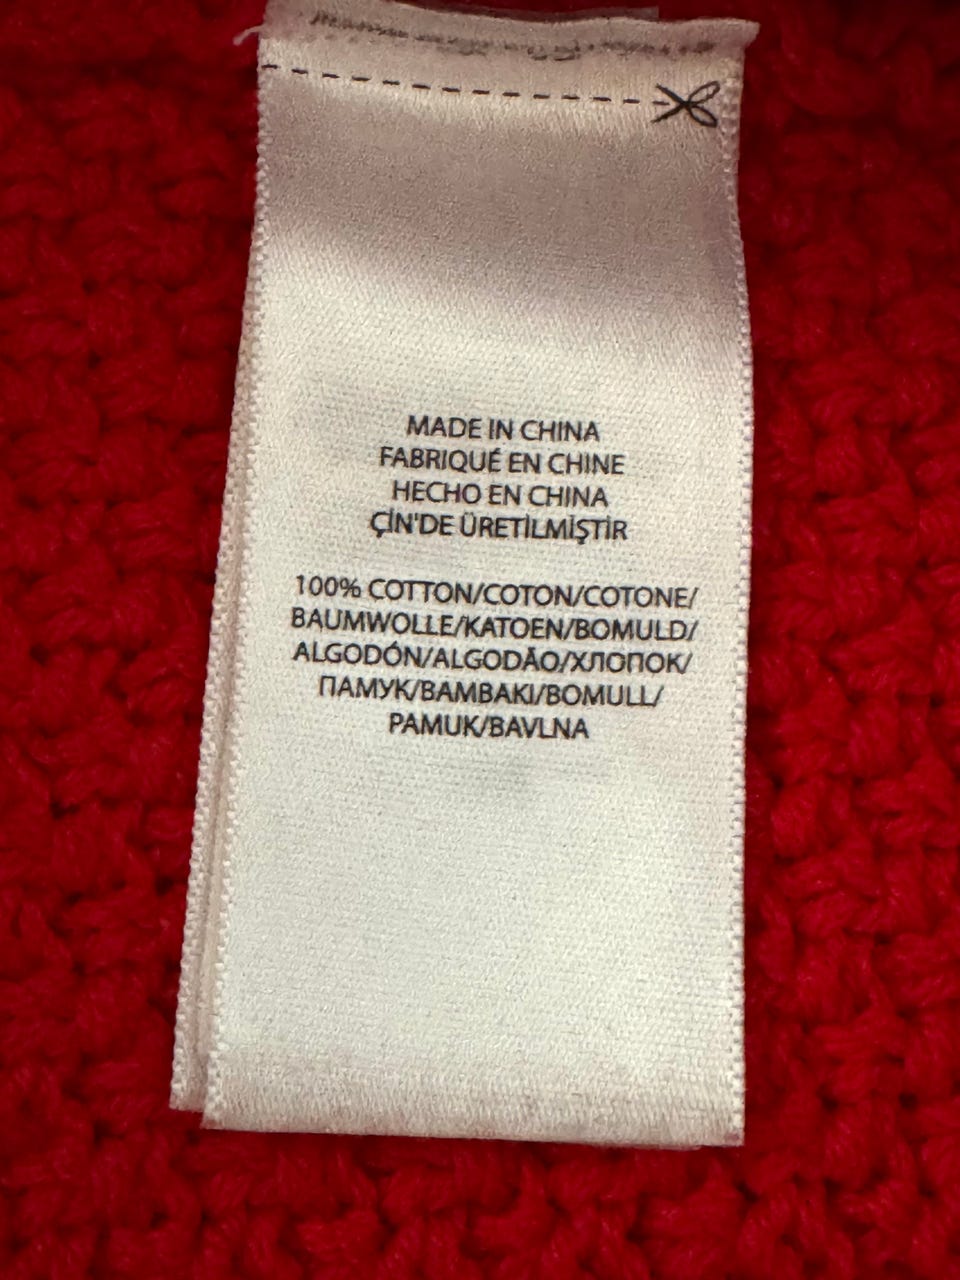 MADE IN CHINA
FABRIQUÉ EN CHINE
HECHO EN CHINA
ÇİN'DE ÜRETİLMİŞTİR
100% COTTON/COTON/COTONE/
BAUMWOLLE/KATOEN/BOMULD/
ALGODÓN/ALGODÃO/ХЛОПОК/
ПАМУК/BAMBAKI/BOMULL/
PAMUK/BAVLNA